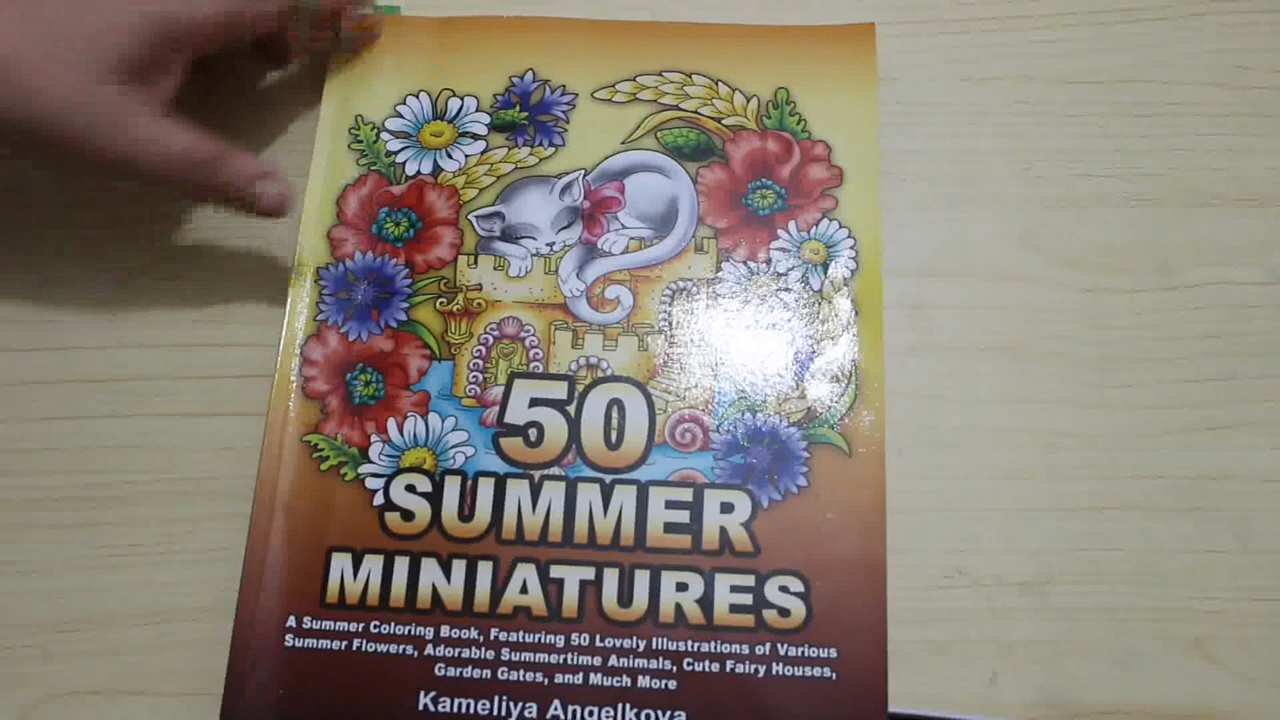 50
SUMMER
MINIATURES
A Summer Coloring Book, Featuring 50 Lovely Illustrations of Various
Summer Flowers, Adorable Summertime Animals, Cute Fairy Houses,
Garden Gates, and Much More
Kameliya Angelkova